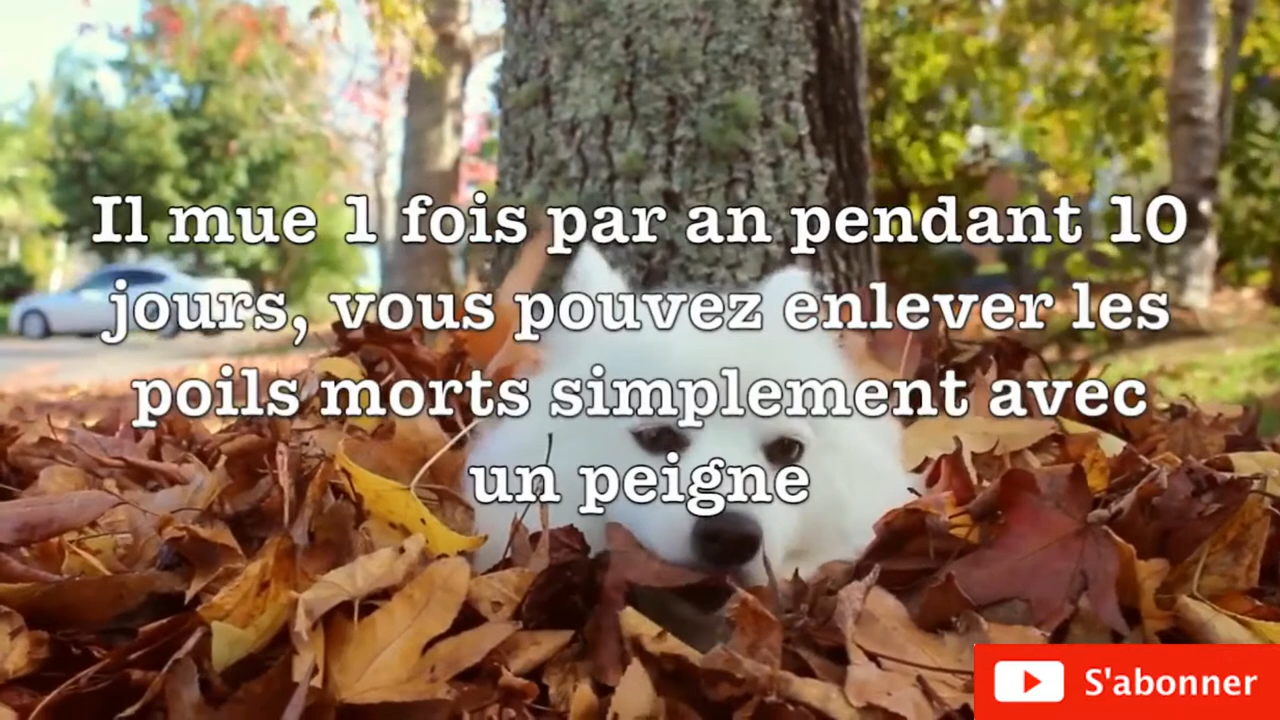 Il mue 1 fois par an pendant 10
jours, vous pouvez enlever les
poils morts simplement avec
un peigne
S'abonner